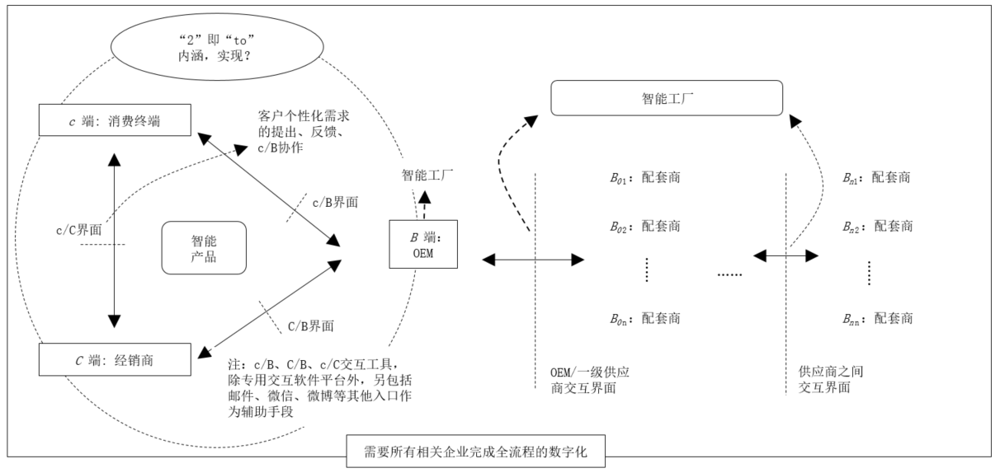 “2”即“to”
内涵，实现？
c 端：消费终端
客户个性化需求
的提出、反馈、
c/B协作
智能工厂
c/B界面
c/C界面
智能
产品
B 端：
OEM
C/B界面
C 端：经销商
注：c/B、C/B、c/C交互工具，
除专用交互软件平台外，另包括
邮件、微信、微博等其他入口作
为辅助手段
智能工厂
B01：配套商
B02：配套商
┇
B0n：配套商
……
Bn1：配套商
Bn2：配套商
┇
Bnn：配套商
OEM/一级供应
商交互界面
供应商之间
交互界面
需要所有相关企业完成全流程的数字化